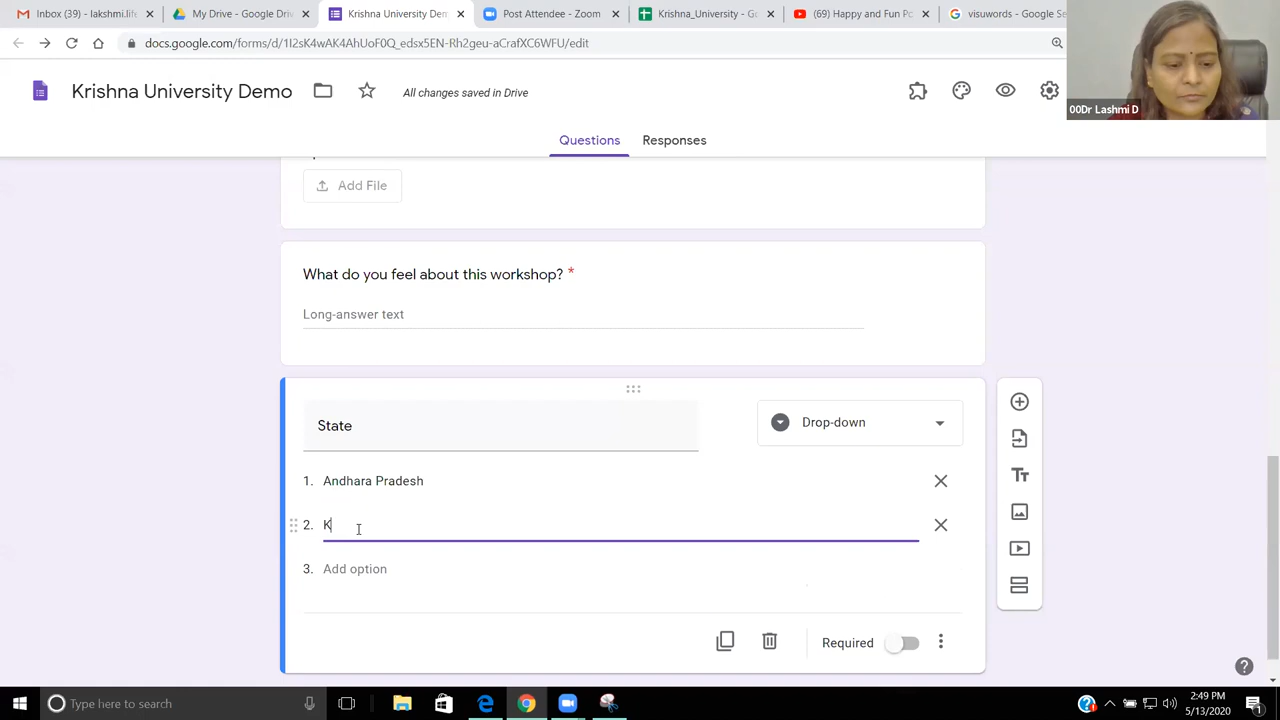 Inbox (39) - lashmi.life
My Drive - Google Drive
Krishna University Demo
Post Attendee - Zoom
Krishna_University - G
(69) Happy and Fun Po
visuwords - Google Se
docs.google.com/forms/d/1I2sK4wAK4AhUoF0Q_edsx5EN-Rh2geu-aCrafXC6WFU/edit
Krishna University Demo
All changes saved in Drive
00Dr Lashmi D
Questions
Responses
Add File
What do you feel about this workshop? *
Long-answer text
State
Drop-down
1. Andhara Pradesh
2. K
3. Add option
Required
Type here to search
2:49 PM
5/13/2020